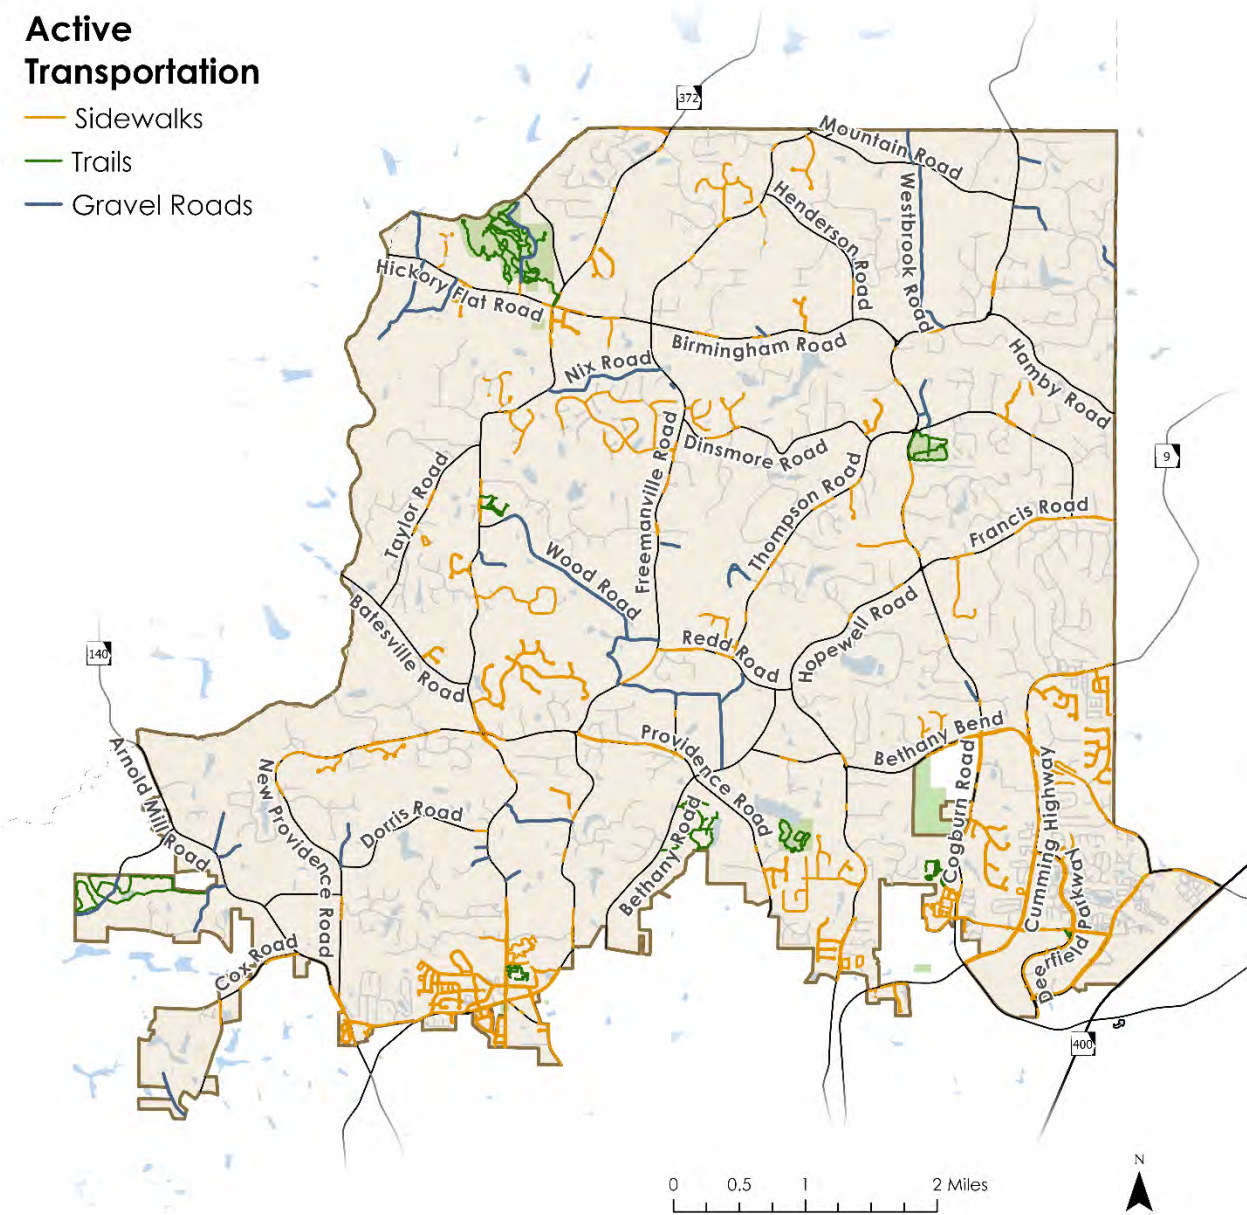 Active
Transportation
Sidewalks
Trails
Gravel Roads
372
Mountain Road
Henderson Road
Westbrook Road
Hickory Flat Road
Birmingham Road
Hamby Road
Nix Road
Freemanville Road
Dinsmore Road
9
Taylor Road
Thompson Road
Francis Road
Wood Road
Batesville Road
Hopewell Road
Redd Road
140
Arnold Mill Road
New Providence Road
Providence Road
Bethany Bend
Dorris Road
Bethany Road
Cogburn Road
Cumming Highway
Deerfield Parkway
Cox Road
400
N
0 0.5 1 2 Miles